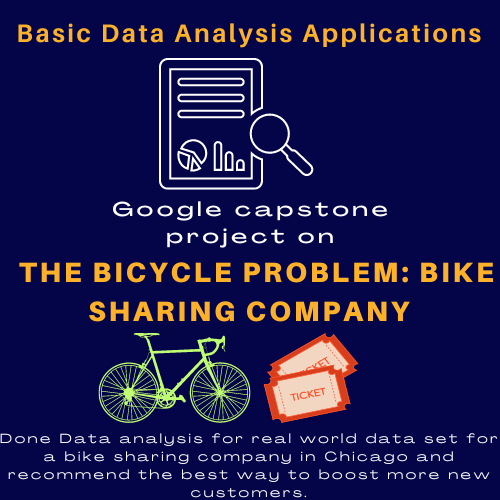 Basic Data Analysis Applications
Google capstone
project on
THE BICYCLE PROBLEM: BIKE
SHARING COMPANY
TICKET
TICKET
Done Data analysis for real world data set for
a bike sharing company in Chicago and
recommend the best way to boost more new
customers.